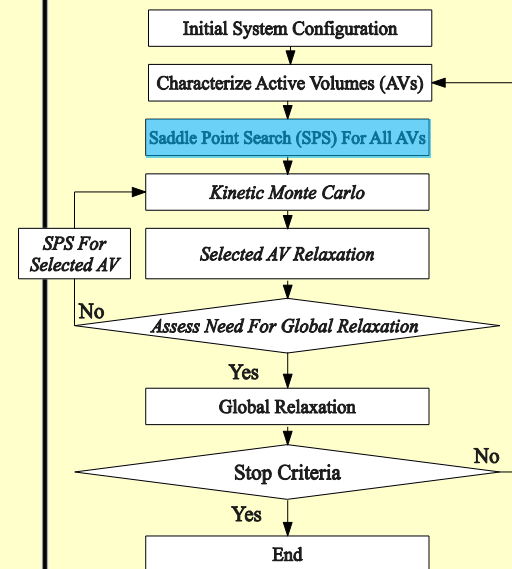 Initial System Configuration
Characterize Active Volumes (AVs)
Saddle Point Search (SPS) For All AVs
Kinetic Monte Carlo
SPS For
Selected AV
Selected AV Relaxation
No
Assess Need For Global Relaxation
Yes
Global Relaxation
No
Stop Criteria
Yes
End